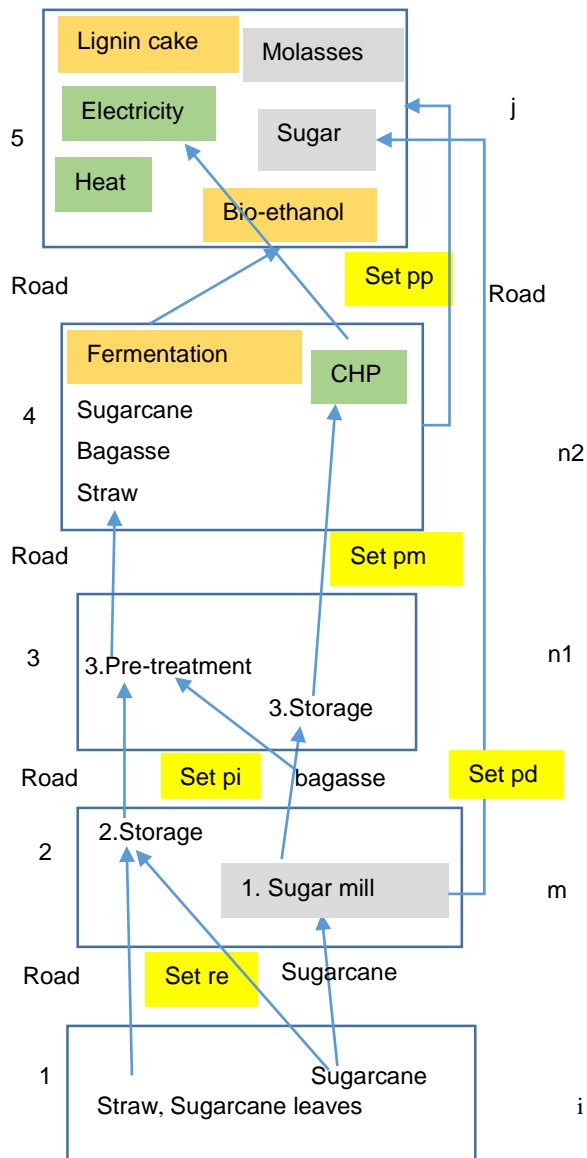 Lignin cake
Molasses
Electricity
j
Sugar
5
Heat
Bio-ethanol
Road
Set pp
Road
Fermentation
CHP
4
Sugarcane
Bagasse
n2
Straw
Road
Set pm
3
3.Pre-treatment
n1
3.Storage
Road
Set pi
bagasse
Set pd
2.Storage
2
1. Sugar mill
m
Road
Set re
Sugarcane
1
Sugarcane
Straw, Sugarcane leaves
i